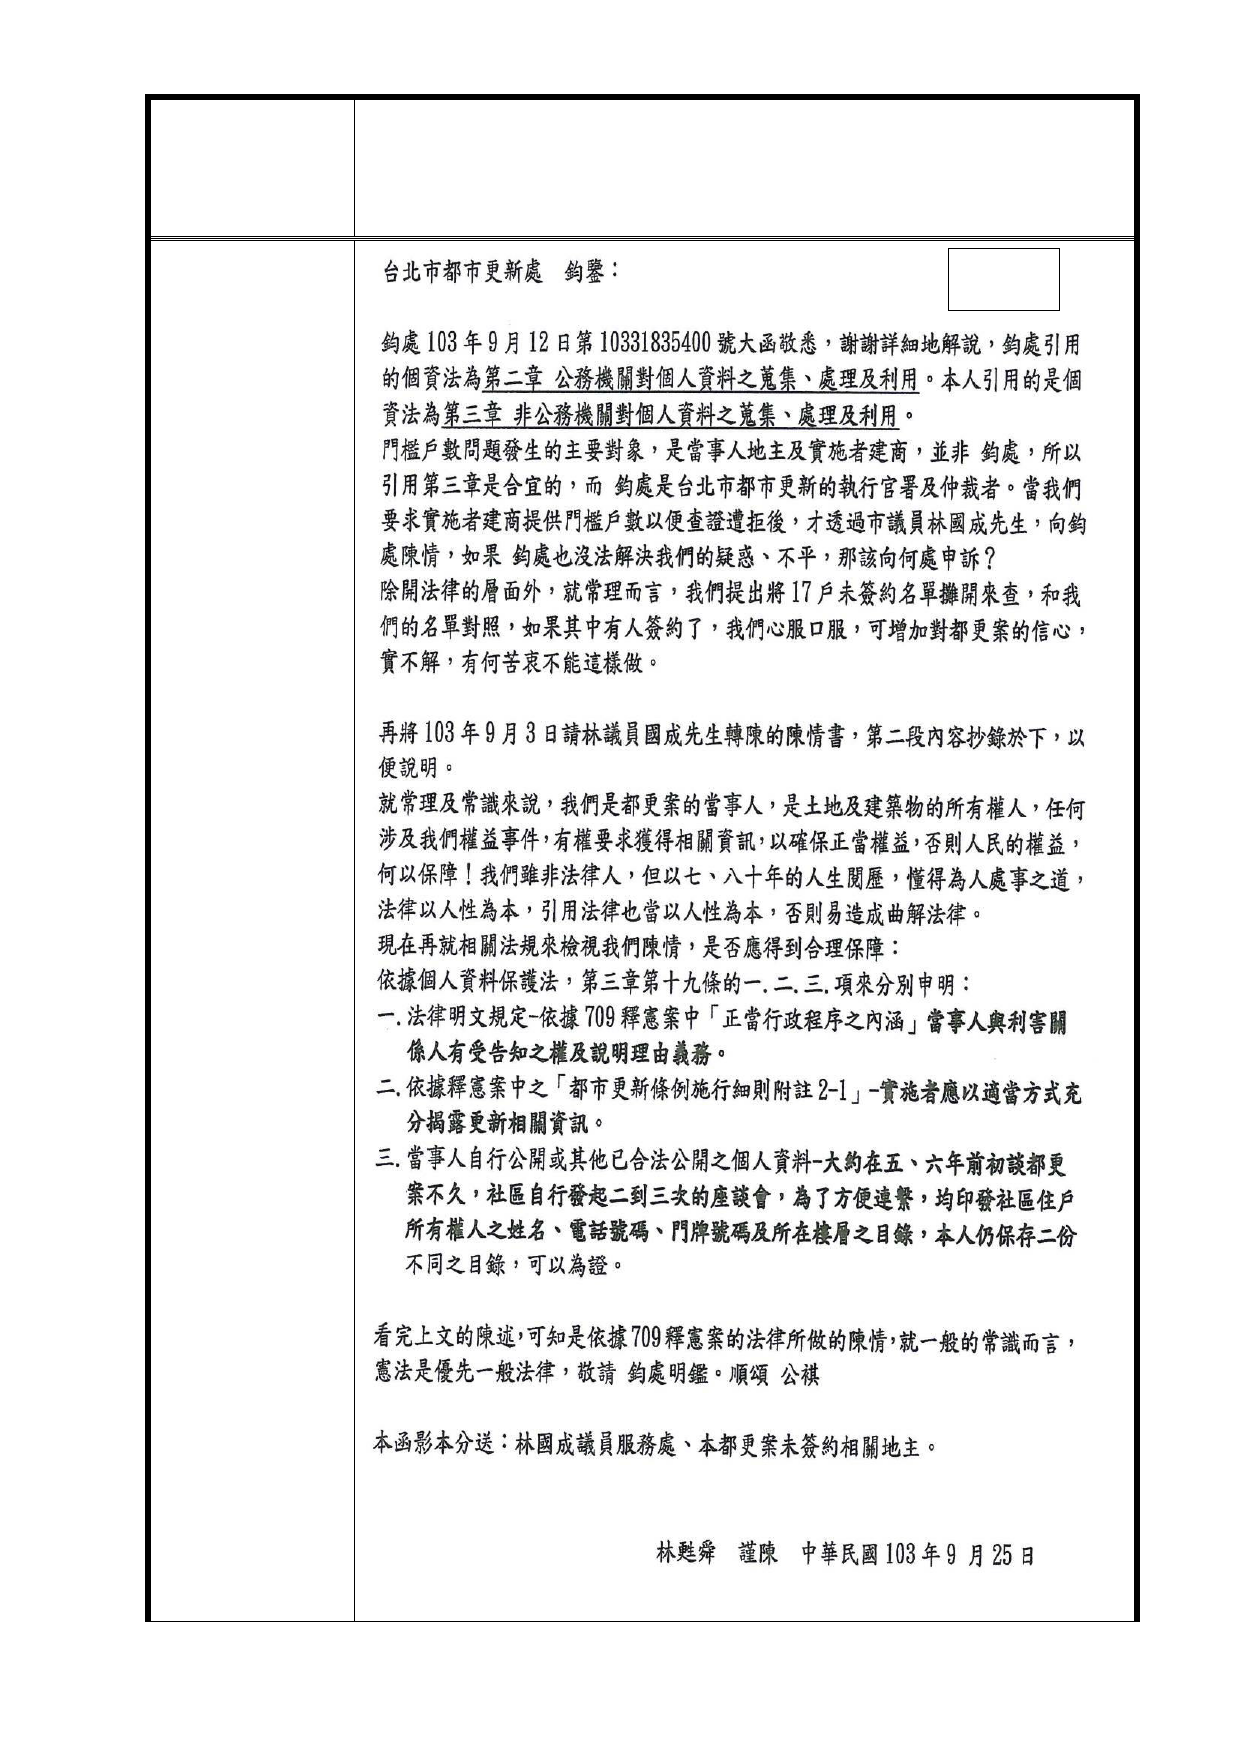 台北市都市更新處　鈞鑒：
鈞處 103 年 9 月 12 日第 10331835400 號大函敬悉，謝謝詳細地解說，鈞處引用
的個資法為第二章 公務機關對個人資料之蒐集、處理及利用。本人引用的是個
資法為第三章 非公務機關對個人資料之蒐集、處理及利用。
門檻戶數問題發生的主要對象，是當事人地主及實施者建商，並非 鈞處，所以
引用第三章是合宜的，而 鈞處是台北市都市更新的執行官署及仲裁者。當我們
要求實施者建商提供門檻戶數以便查證遭拒後，才透過市議員林國成先生，向鈞
處陳情，如果 鈞處也沒法解決我們的疑惑、不平，那該向何處申訴？
除開法律的層面外，就常理而言，我們提出將 17 戶未簽約名單攤開來查，和我
們的名單對照，如果其中有人簽約了，我們心服口服，可增加對都更案的信心，
實不解，有何苦衷不能這樣做。
再將 103 年 9 月 3 日請林議員國成先生轉陳的陳情書，第二段內容抄錄於下，以
便說明。
就常理及常識來說，我們是都更案的當事人，是土地及建築物的所有權人，任何
涉及我們權益事件，有權要求獲得相關資訊，以確保正當權益，否則人民的權益，
何以保障！我們雖非法律人，但以七、八十年的人生閱歷，懂得為人處事之道，
法律以人性為本，引用法律也當以人性為本，否則易造成曲解法律。
現在再就相關法規來檢視我們陳情，是否應得到合理保障：
依據個人資料保護法，第三章第十九條的一.二.三.項來分別申明：
一.法律明文規定-依據 709 釋憲案中「正當行政程序之內涵」當事人與利害關
係人有受告知之權及說明理由義務。
二.依據釋憲案中之「都市更新條例施行細則附註 2-1」-實施者應以適當方式充
分揭露更新相關資訊。
三.當事人自行公開或其他已合法公開之個人資料-大約在五、六年前初談都更
案不久，社區自行發起二到三次的座談會，為了方便連繫，均印發社區住戶
所有權人之姓名、電話號碼、門牌號碼及所在樓層之目錄，本人仍保存二份
不同之目錄，可以為證。
看完上文的陳述，可知是依據 709 釋憲案的法律所做的陳情，就一般的常識而言，
憲法是優先一般法律，敬請 鈞處明鑑。順頌 公祺
本函影本分送：林國成議員服務處、本都更案未簽約相關地主。
林甦舜　謹陳　中華民國 103 年 9 月 25 日